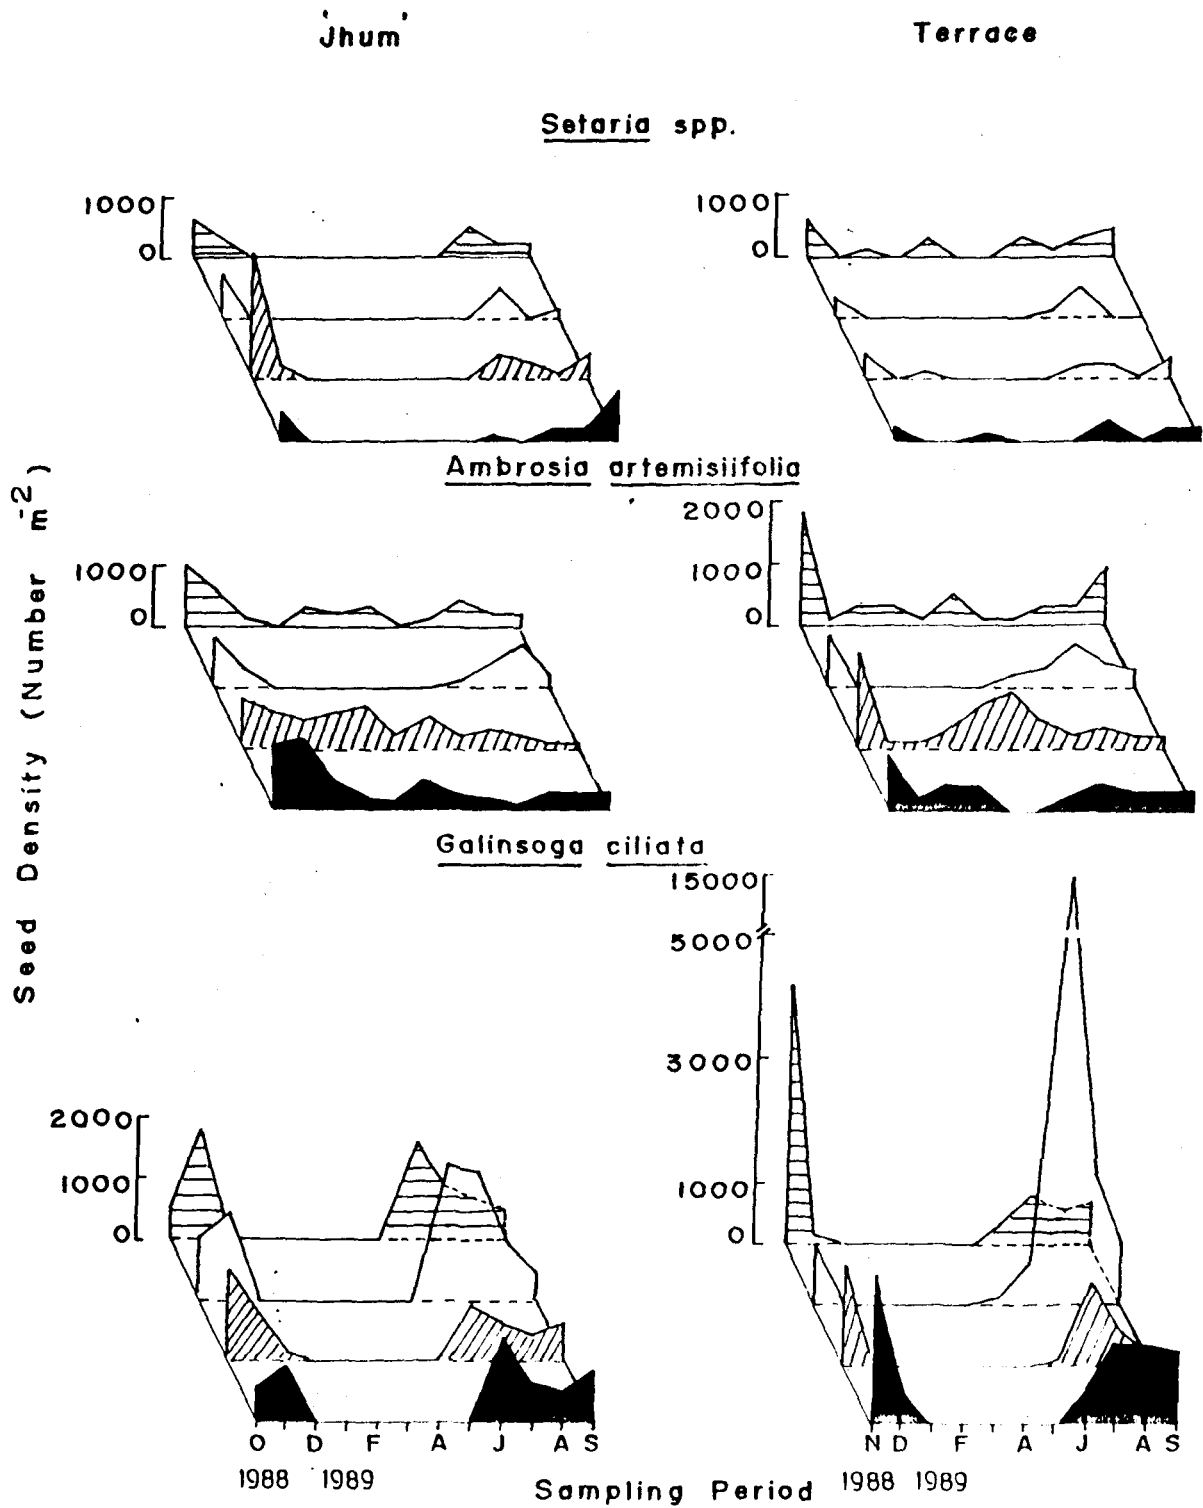 'Jhum' Terrace
Setaria spp.
1000 1000
0 0
Ambrosia artemisiifolia
2000
1000 1000
0 0
Galinsoga ciliata
15000
5000
3000
2000
1000 1000
0 0
Seed Density (Number m-2)
O D F A J A S N D F A J A S
1988 1989 1988 1989
Sampling Period